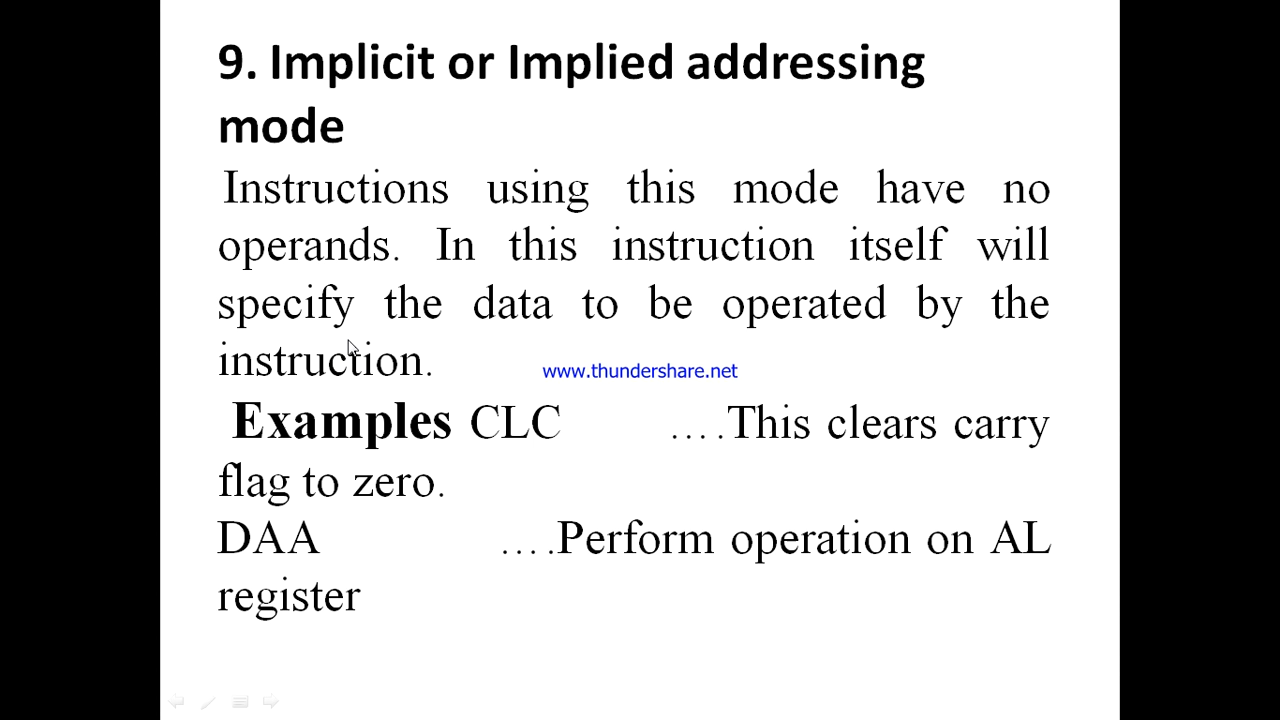 9. Implicit or Implied addressing
mode
Instructions using this mode have no
operands. In this instruction itself will
specify the data to be operated by the
instruction.
www.thundershare.net
Examples CLC ….This clears carry
flag to zero.
DAA ….Perform operation on AL
register